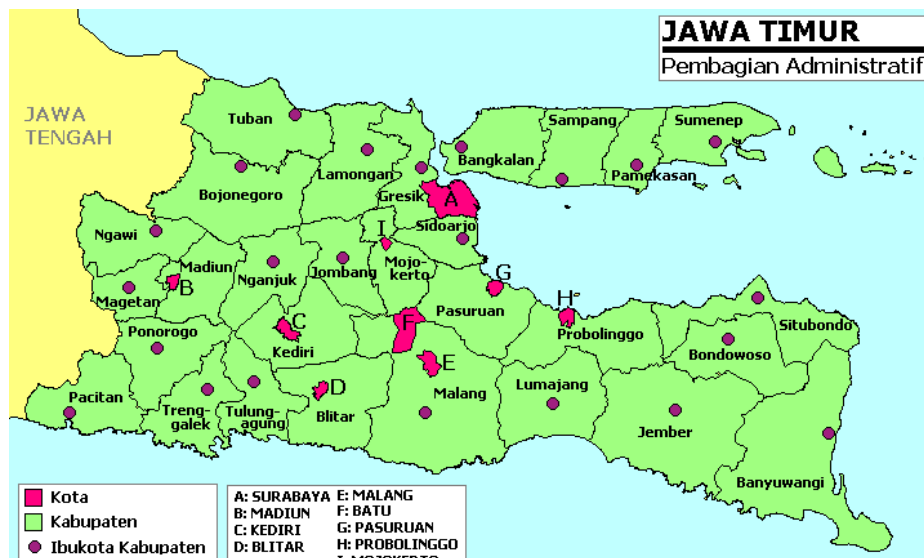 JAWA TIMUR
Pembagian Administratif
JAWA
TENGAH
Tuban
Sampang
Sumenep
Lamongan
Bangkalan
Pamekasan
Bojonegoro
Gresik
A
Sidoarjo
I
Ngawi
Madiun
Nganjuk
Jombang
Mojo-
kerto
G
B
Magetan
Pasuruan
H
Ponorogo
C
Kediri
F
Probolinggo
Situbondo
Bondowoso
E
D
Pacitan
Treng-
galek
Tulung-
agung
Blitar
Malang
Lumajang
Jember
Banyuwangi
Kota
Kabupaten
Ibukota Kabupaten
A: SURABAYA E: MALANG
B: MADIUN F: BATU
C: KEDIRI G: PASURUAN
D: BLITAR H: PROBOLINGGO
I: MOJOKERTO